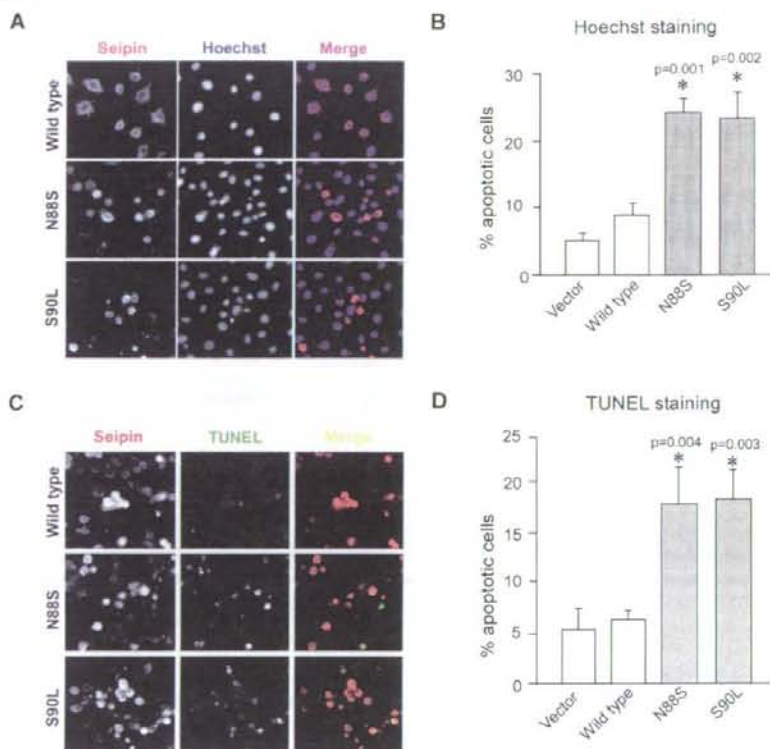 A
Seipin Hoechst Merge
Wild type
N88S
S90L
B
Hoechst staining
% apoptotic cells
30
20
10
0
p=0.001
p=0.002
*
*
Vector
Wild type
N88S
S90L
C
Seipin TUNEL Merge
Wild type
N88S
S90L
D
TUNEL staining
% apoptotic cells
25
20
15
10
5
0
p=0.004
p=0.003
*
*
Vector
Wild type
N88S
S90L